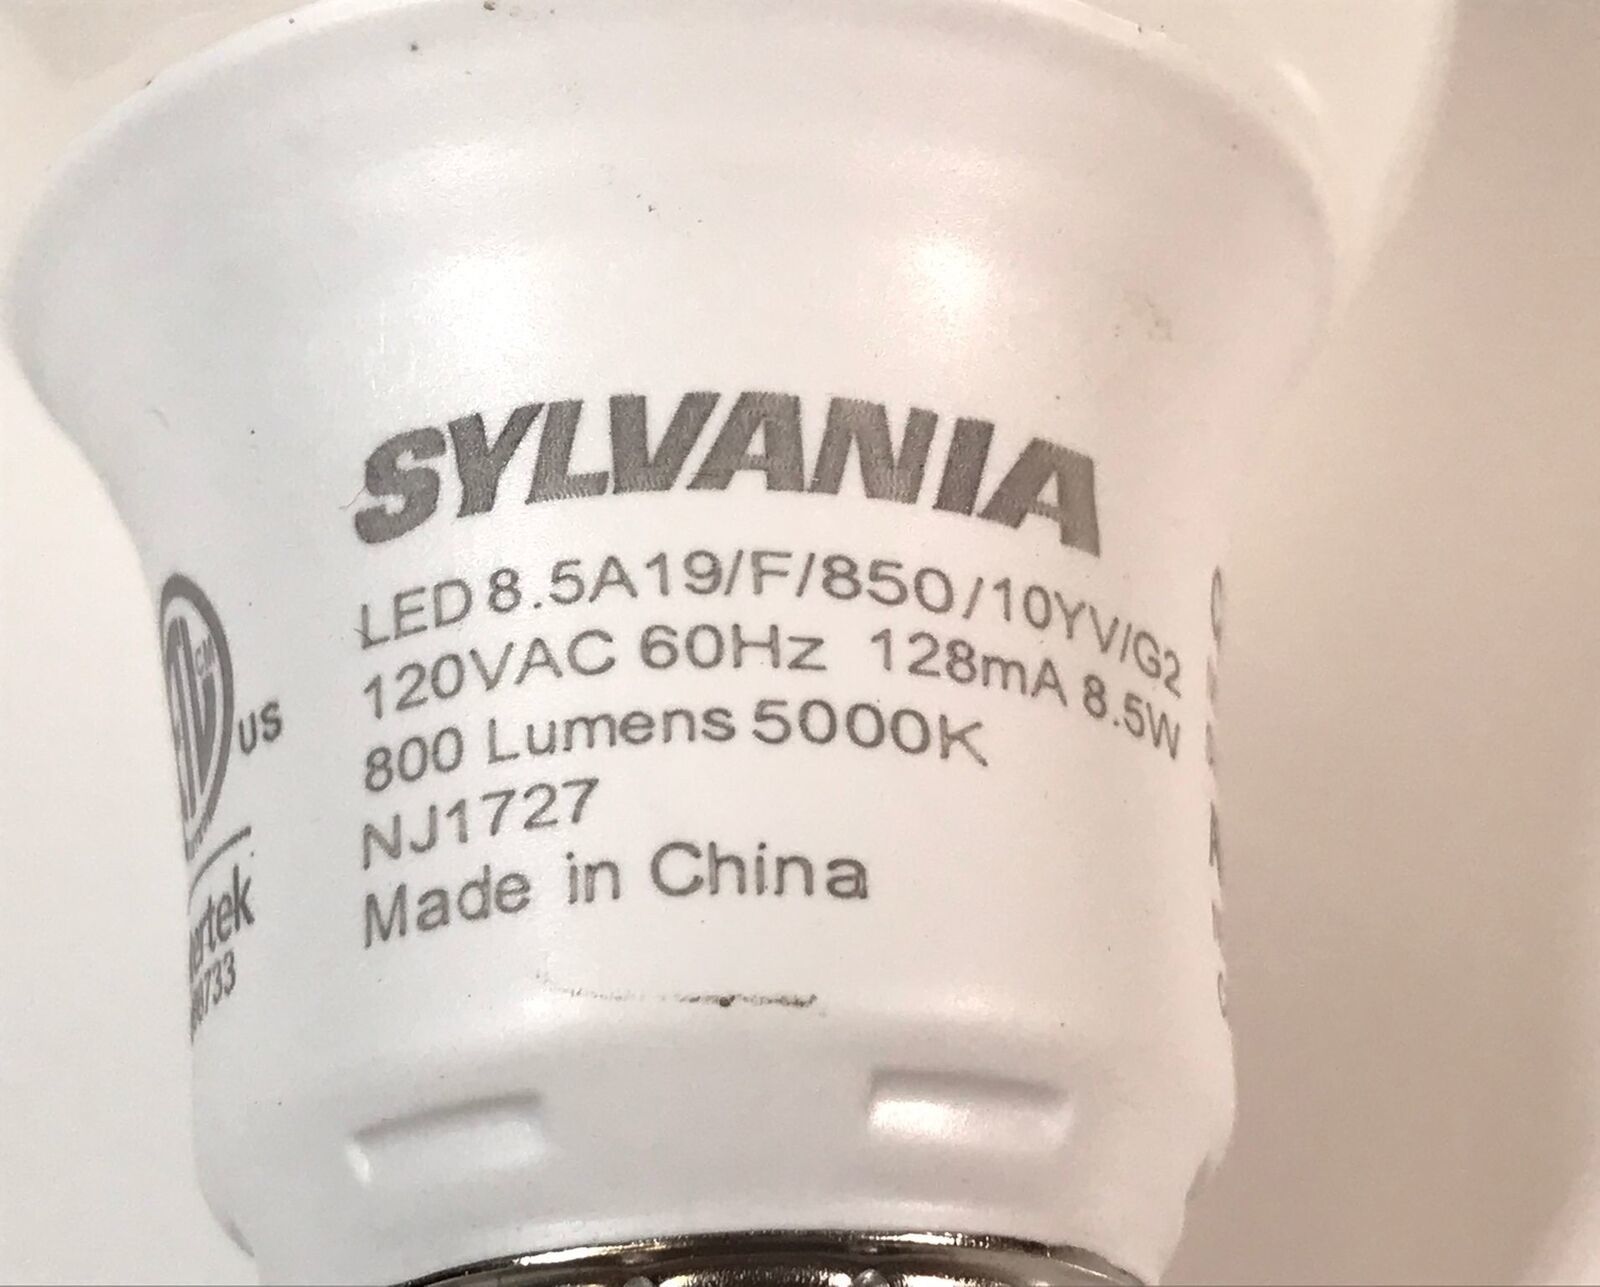 SYLVANIA
LED 8.5A19/F/850/10YV/G2
120VAC 60Hz 128mA 8.5W
800 Lumens 5000K
NJ1727
Made in China
US